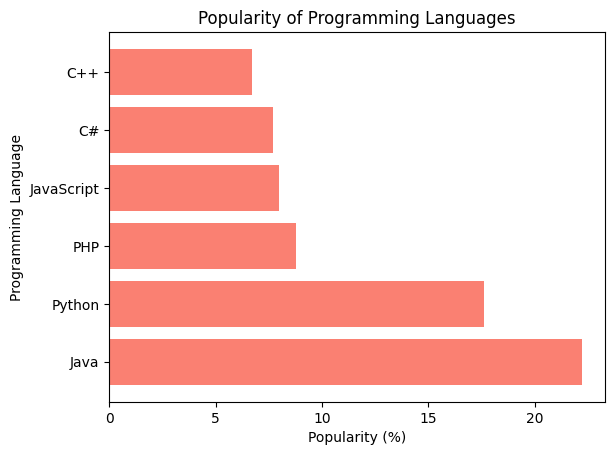 Popularity of Programming Languages
Programming Language
C++
C#
JavaScript
PHP
Python
Java
0 5 10 15 20
Popularity (%)